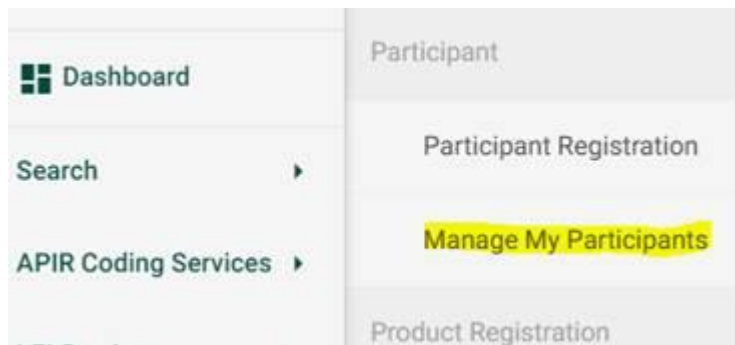 Dashboard
Search
APIR Coding Services
Participant
Participant Registration
Manage My Participants
Product Registration